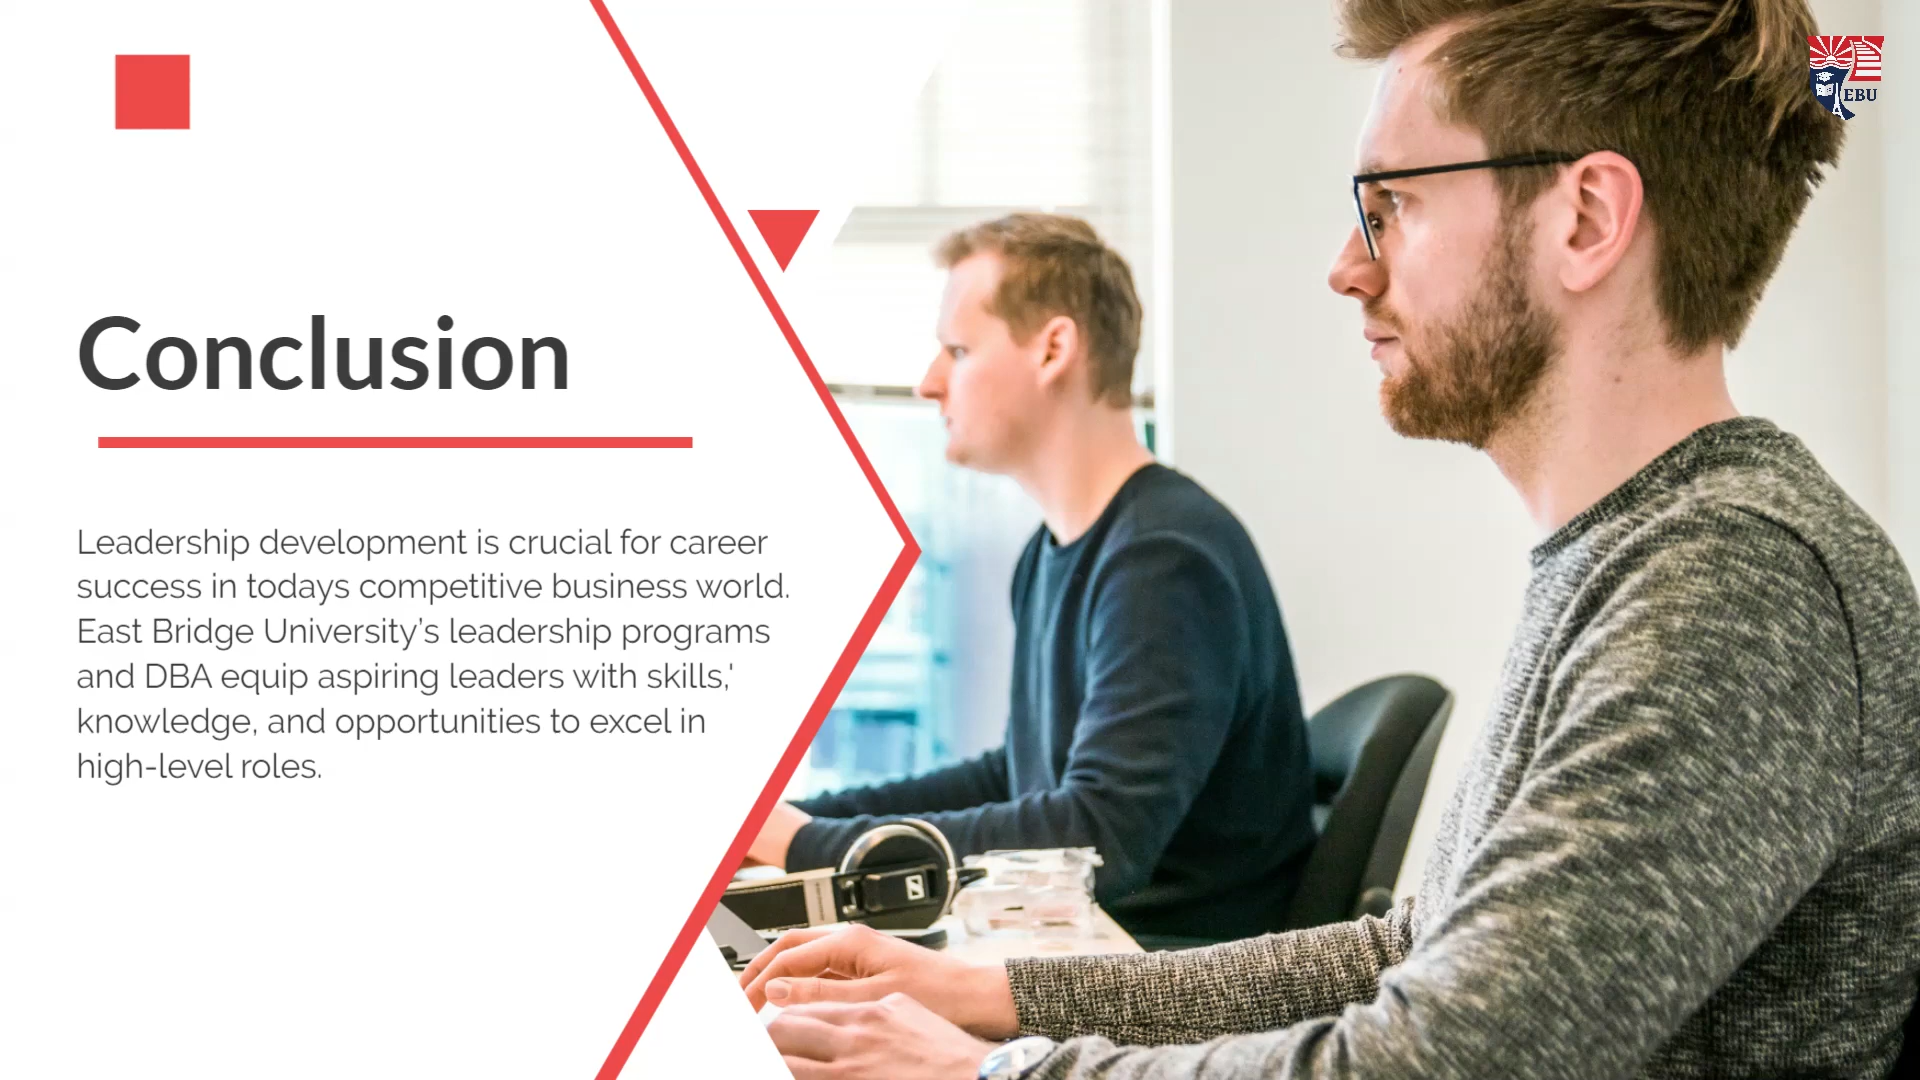 EBU
Conclusion
Leadership development is crucial for career
success in todays competitive business world.
East Bridge University’s leadership programs
and DBA equip aspiring leaders with skills,'
knowledge, and opportunities to excel in
high-level roles.